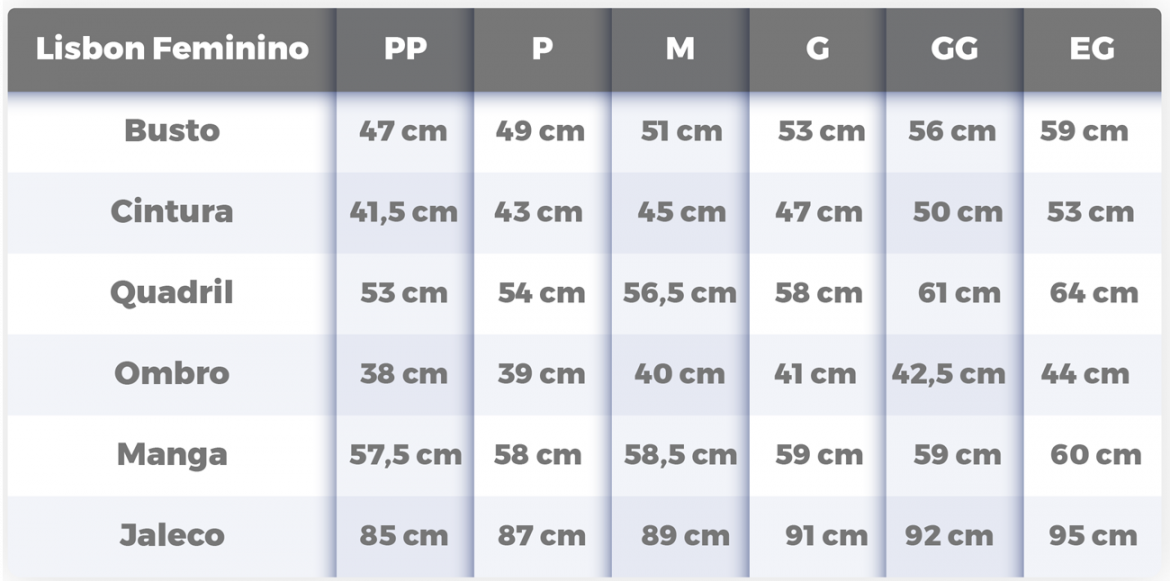 Lisbon Feminino PP P M G GG EG
Busto 47 cm 49 cm 51 cm 53 cm 56 cm 59 cm
Cintura 41,5 cm 43 cm 45 cm 47 cm 50 cm 53 cm
Quadril 53 cm 54 cm 56,5 cm 58 cm 61 cm 64 cm
Ombro 38 cm 39 cm 40 cm 41 cm 42,5 cm 44 cm
Manga 57,5 cm 58 cm 58,5 cm 59 cm 59 cm 60 cm
Jaleco 85 cm 87 cm 89 cm 91 cm 92 cm 95 cm